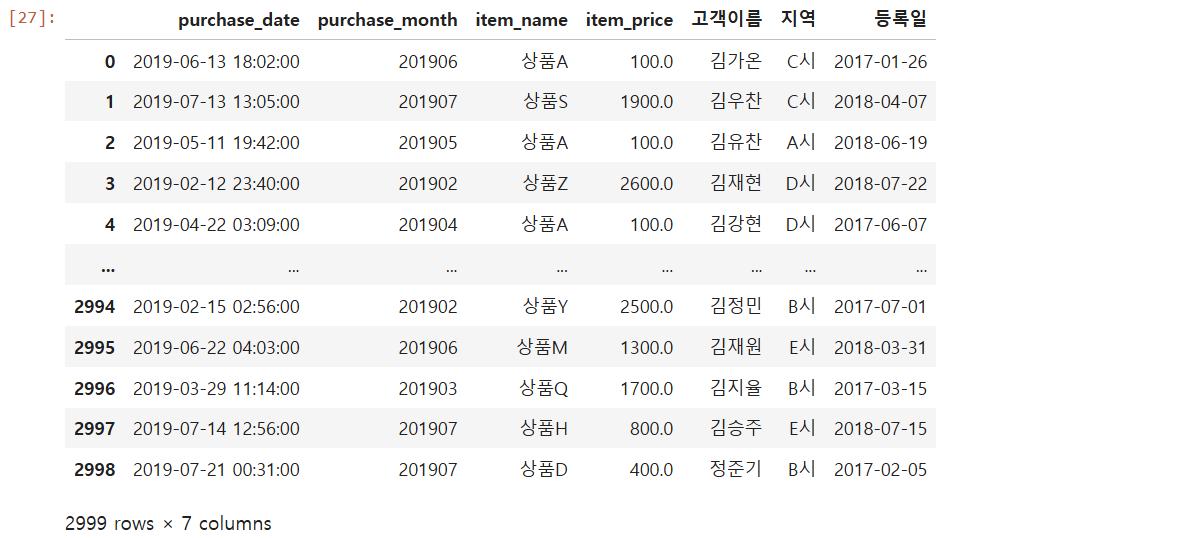 [27]: purchase_date purchase_month item_name item_price 고객이름 지역 등록일
0 2019-06-13 18:02:00 201906 상품A 100.0 김가온 C시 2017-01-26
1 2019-07-13 13:05:00 201907 상품S 1900.0 김우찬 C시 2018-04-07
2 2019-05-11 19:42:00 201905 상품A 100.0 김유찬 A시 2018-06-19
3 2019-02-12 23:40:00 201902 상품Z 2600.0 김재현 D시 2018-07-22
4 2019-04-22 03:09:00 201904 상품A 100.0 김강현 D시 2017-06-07
... ... ... ... ... ... ... ...
2994 2019-02-15 02:56:00 201902 상품Y 2500.0 김정민 B시 2017-07-01
2995 2019-06-22 04:03:00 201906 상품M 1300.0 김재원 E시 2018-03-31
2996 2019-03-29 11:14:00 201903 상품Q 1700.0 김지율 B시 2017-03-15
2997 2019-07-14 12:56:00 201907 상품H 800.0 김승주 E시 2018-07-15
2998 2019-07-21 00:31:00 201907 상품D 400.0 정준기 B시 2017-02-05
2999 rows × 7 columns